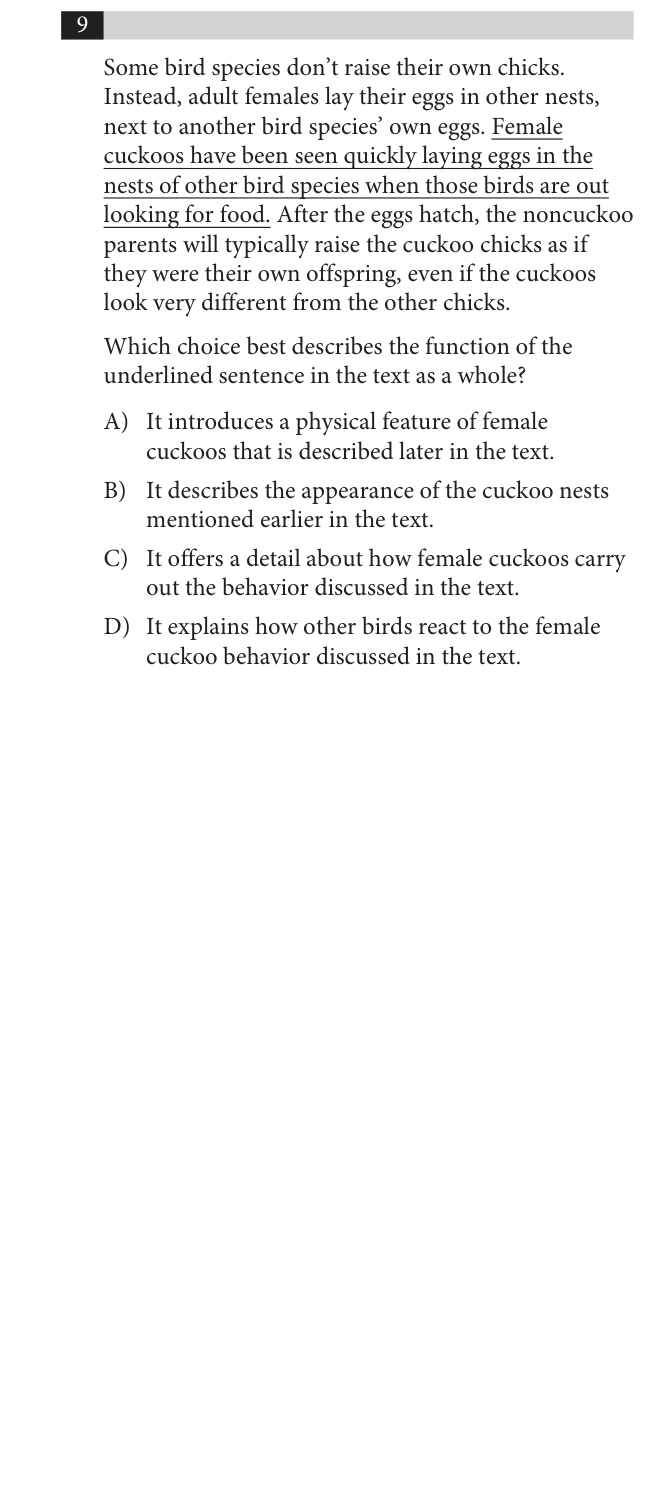 9
Some bird species don’t raise their own chicks.
Instead, adult females lay their eggs in other nests,
next to another bird species’ own eggs. Female
cuckoos have been seen quickly laying eggs in the
nests of other bird species when those birds are out
looking for food. After the eggs hatch, the noncuckoo
parents will typically raise the cuckoo chicks as if
they were their own offspring, even if the cuckoos
look very different from the other chicks.
Which choice best describes the function of the
underlined sentence in the text as a whole?
A) It introduces a physical feature of female
cuckoos that is described later in the text.
B) It describes the appearance of the cuckoo nests
mentioned earlier in the text.
C) It offers a detail about how female cuckoos carry
out the behavior discussed in the text.
D) It explains how other birds react to the female
cuckoo behavior discussed in the text.